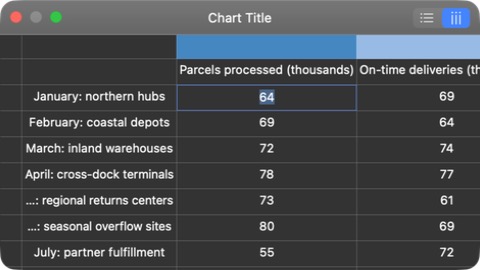 Chart Title
Parcels processed (thousands) On-time deliveries (th
January: northern hubs 64 69
February: coastal depots 69 64
March: inland warehouses 72 74
April: cross-dock terminals 78 77
...: regional returns centers 73 61
...: seasonal overflow sites 80 69
July: partner fulfillment 55 72